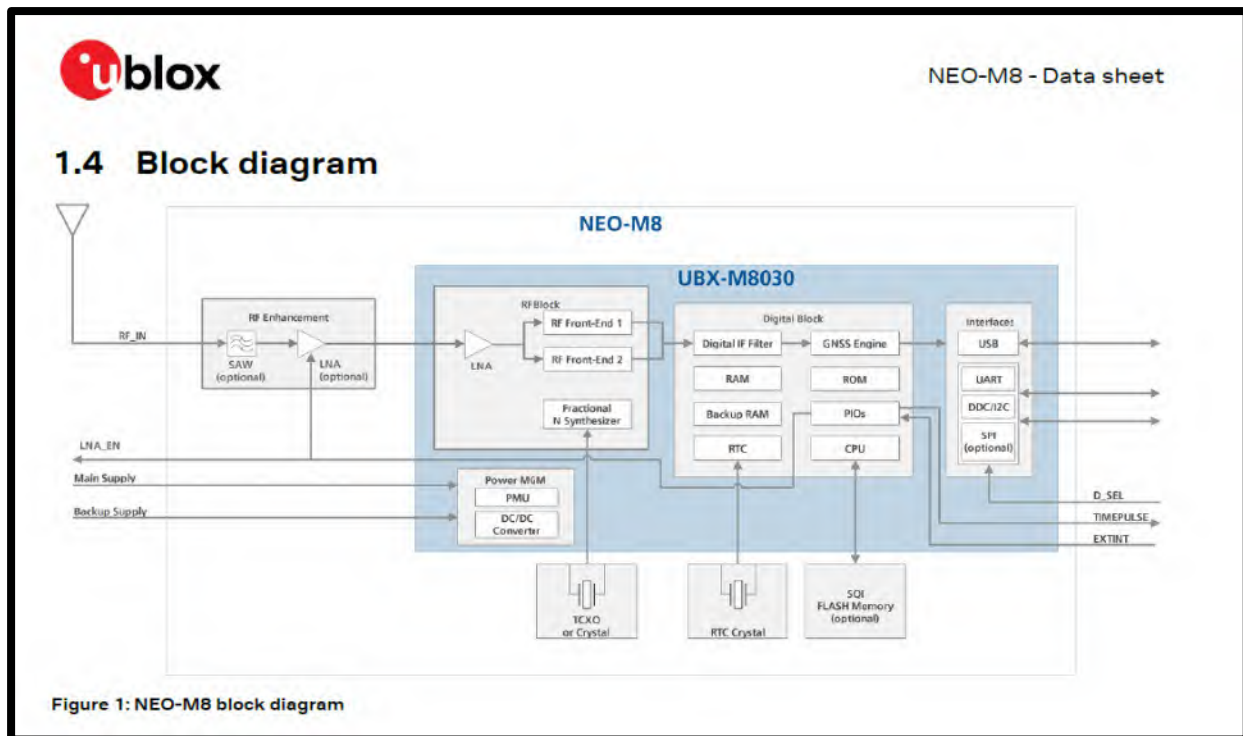 ublox
NEO-M8 - Data sheet
1.4 Block diagram
NEO-M8
UBX-M8030
RF_IN
RF Enhancement
SAW
(optional)
LNA
(optional)
RF Block
LNA
RF Front-End 1
RF Front-End 2
Fractional
N Synthesizer
Digital Block
Digital IF Filter
GNSS Engine
RAM
ROM
Backup RAM
PIOs
RTC
CPU
Interfaces
USB
UART
DDC/I2C
SPI
(optional)
LNA_EN
Main Supply
Backup Supply
Power MGM
PMU
DC/DC
Converter
D_SEL
TIMEPULSE
EXTINT
TCXO
or Crystal
RTC Crystal
SQI
FLASH Memory
(optional)
Figure 1: NEO-M8 block diagram